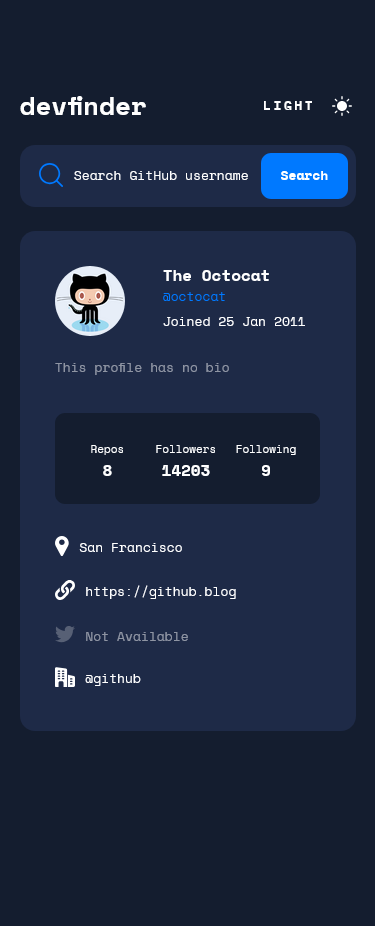 devfinder
LIGHT
Search GitHub username
Search
The Octocat
@octocat
Joined 25 Jan 2011
This profile has no bio
Repos Followers Following
8 14203 9
San Francisco
https://github.blog
Not Available
@github